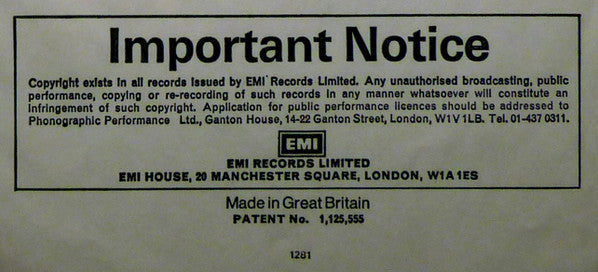 Important Notice
Copyright exists in all records issued by EMI Records Limited. Any unauthorised broadcasting, public
performance, copying or re-recording of such records in any manner whatsoever will constitute an
infringement of such copyright. Application for public performance licences should be addressed to
Phonographic Performance Ltd., Ganton House, 14-22 Ganton Street, London, W1V 1LB. Tel. 01-437 0311.
EMI
EMI RECORDS LIMITED
EMI HOUSE, 20 MANCHESTER SQUARE, LONDON, W1A 1ES
Made in Great Britain
PATENT No. 1,125,555
1281